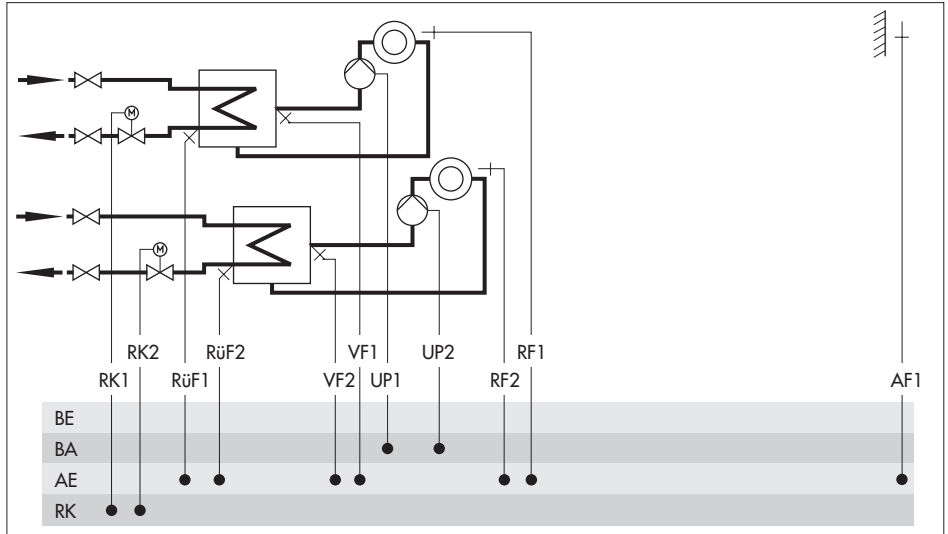 M
M
RK2 RüF2 VF1 UP2 RF1
RK1 RüF1 VF2 UP1 RF2 AF1
BE
BA
AE
RK